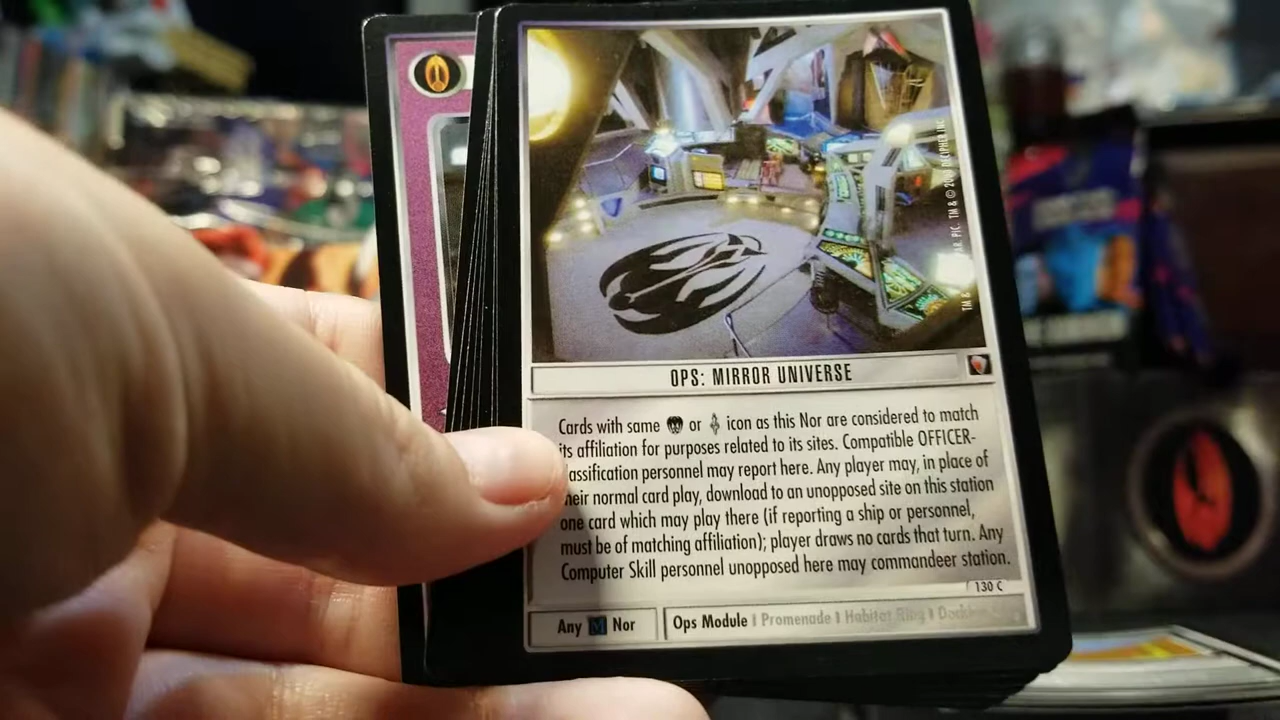 OPS: MIRROR UNIVERSE
Cards with same or icon as this Nor are considered to match
its affiliation for purposes related to its sites. Compatible OFFICER-
lassification personnel may report here. Any player may, in place of
heir normal card play, download to an unopposed site on this station
one card which may play there (if reporting a ship or personnel,
must be of matching affiliation); player draws no cards that turn. Any
Computer Skill personnel unopposed here may commandeer station.
130 C
Any M Nor
Ops Module | Promenade | Habitat Ring |